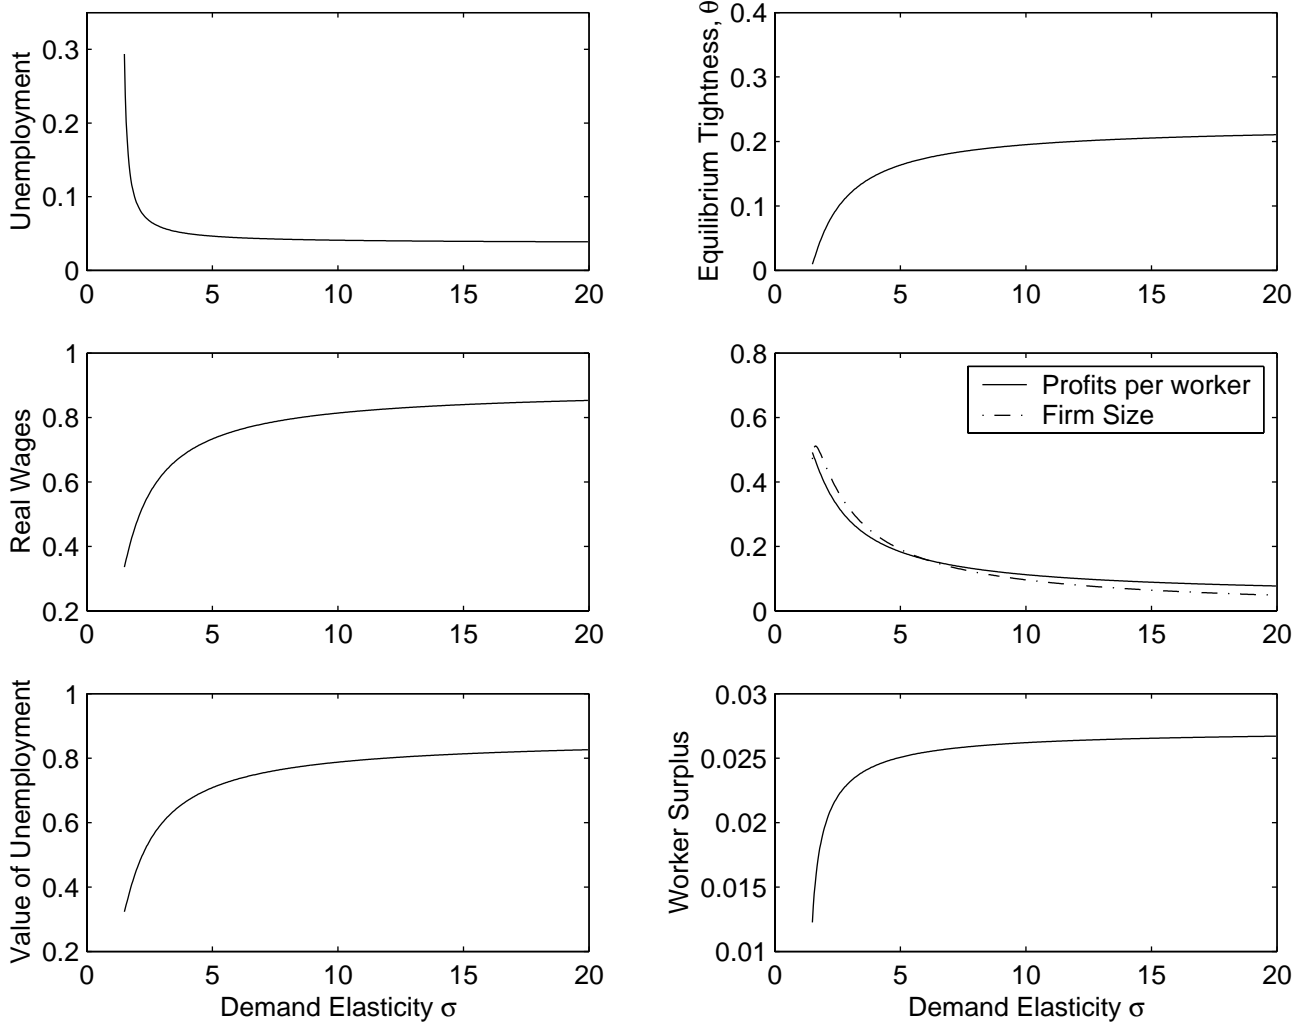 Unemployment
0.3
0.2
0.1
0
0 5 10 15 20
Equilibrium Tightness, θ
0.4
0.3
0.2
0.1
0
0 5 10 15 20
Real Wages
1
0.8
0.6
0.4
0.2
0 5 10 15 20
0.8
0.6
0.4
0.2
0
0 5 10 15 20
Profits per worker
Firm Size
Value of Unemployment
1
0.8
0.6
0.4
0.2
0 5 10 15 20
Demand Elasticity σ
Worker Surplus
0.03
0.025
0.02
0.015
0.01
0 5 10 15 20
Demand Elasticity σ